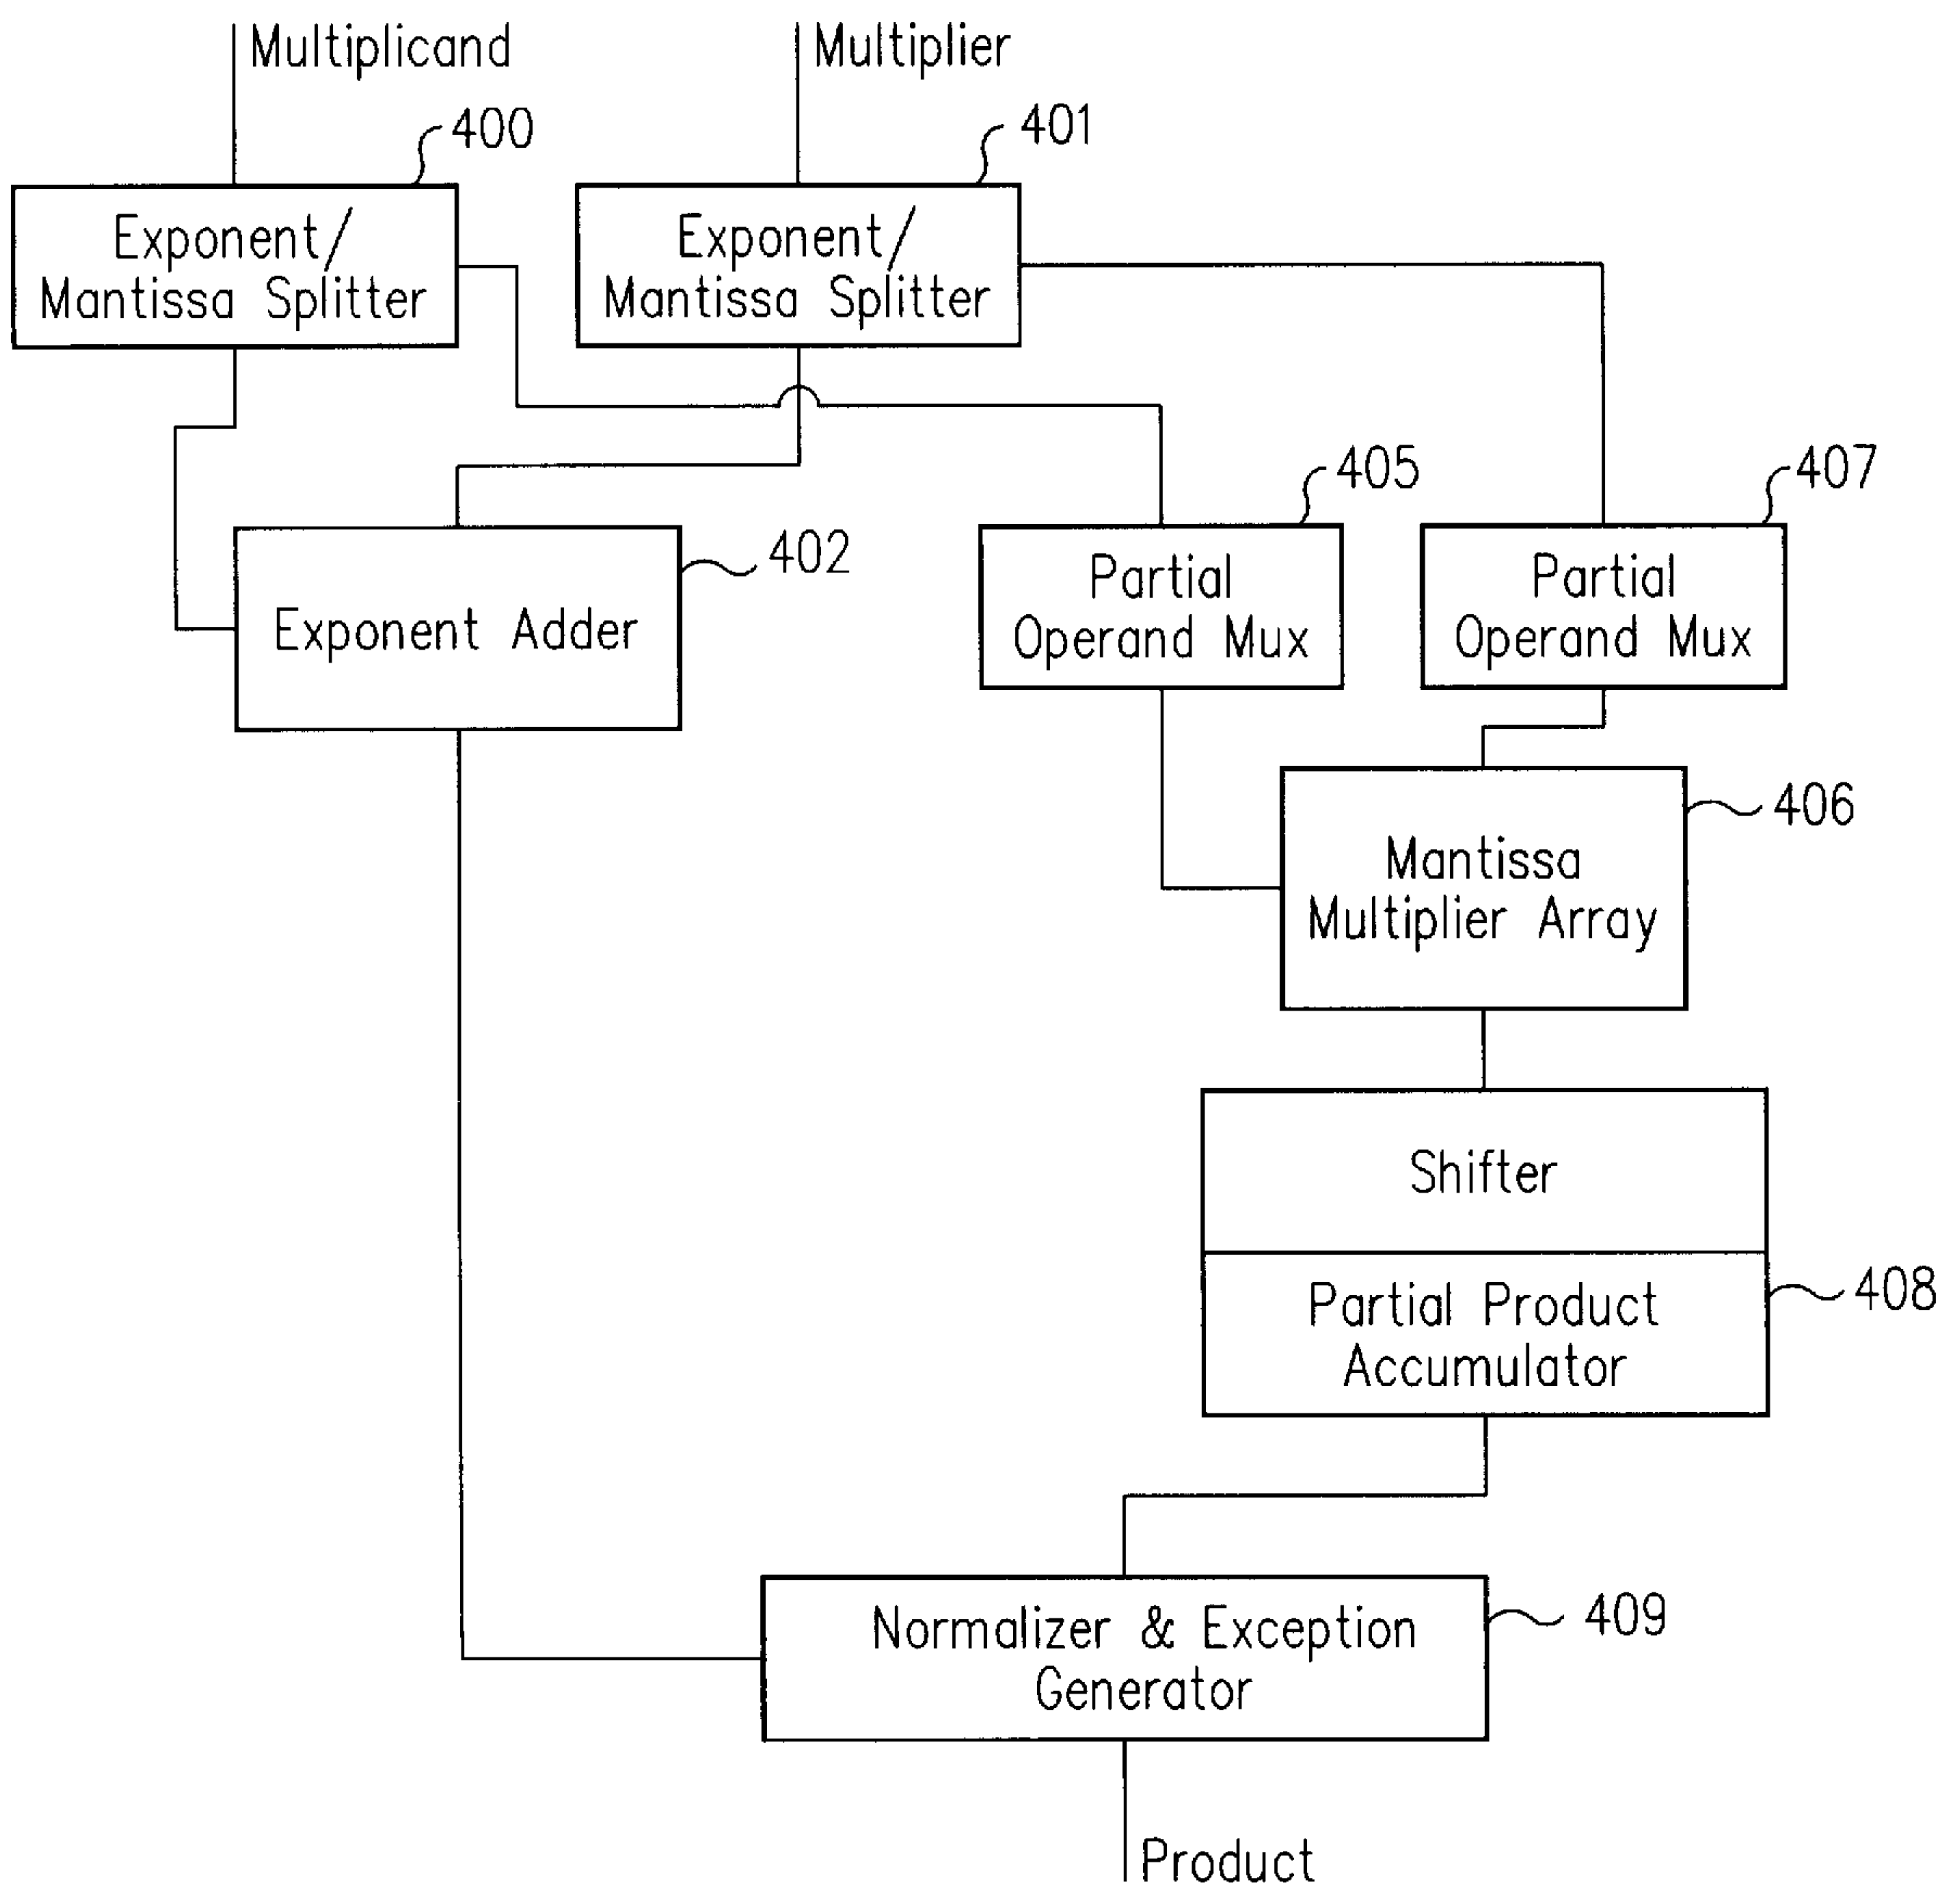 Multiplicand
Multiplier
400
401
Exponent/
Mantissa Splitter
Exponent/
Mantissa Splitter
405
407
402
Exponent Adder
Partial
Operand Mux
Partial
Operand Mux
406
Mantissa
Multiplier Array
Shifter
408
Partial Product
Accumulator
409
Normalizer & Exception
Generator
Product